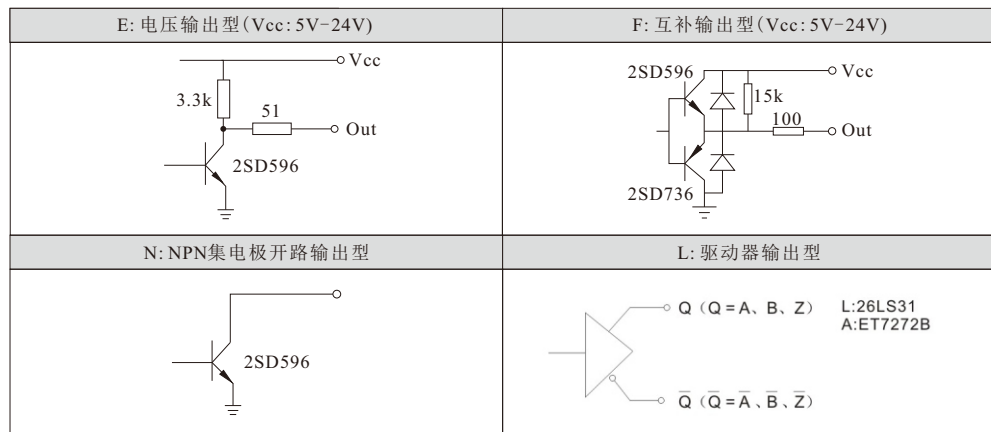 E: 电压输出型(Vcc: 5V-24V)
F: 互补输出型(Vcc: 5V-24V)
Vcc
3.3k
51
Out
2SD596
2SD596
Vcc
15k
100
Out
2SD736
N: NPN集电极开路输出型
L: 驱动器输出型
2SD596
Q (Q=A、B、Z) L:26LS31
A:ET7272B
Q̅ (Q̅=A̅、B̅、Z̅)